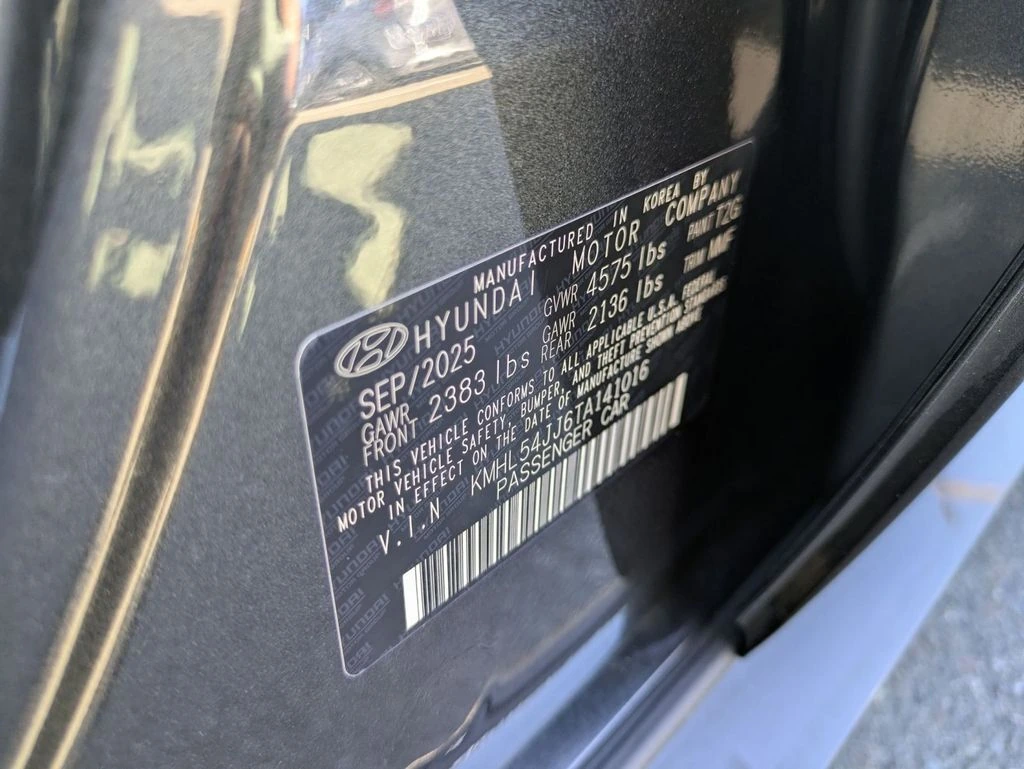 MANUFACTURED IN KOREA BY
HYUNDAI MOTOR COMPANY
SEP/2025 GVWR 4575 lbs PAINT T2G
GAWR FRONT 2383 lbs GAWR REAR 2136 lbs TRIM NNF
THIS VEHICLE CONFORMS TO ALL APPLICABLE U.S.A. FEDERAL
MOTOR VEHICLE SAFETY, BUMPER, AND THEFT PREVENTION STANDARDS
IN EFFECT ON THE DATE OF MANUFACTURE SHOWN ABOVE
V.I.N KMHL54JJ6TA141016
PASSENGER CAR